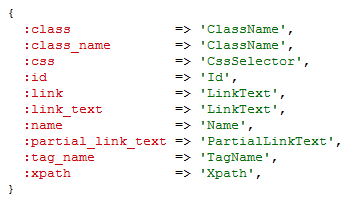 {
  :class             => 'ClassName',
  :class_name        => 'ClassName',
  :css               => 'CssSelector',
  :id                => 'Id',
  :link              => 'LinkText',
  :link_text         => 'LinkText',
  :name              => 'Name',
  :partial_link_text => 'PartialLinkText',
  :tag_name          => 'TagName',
  :xpath             => 'Xpath',
}